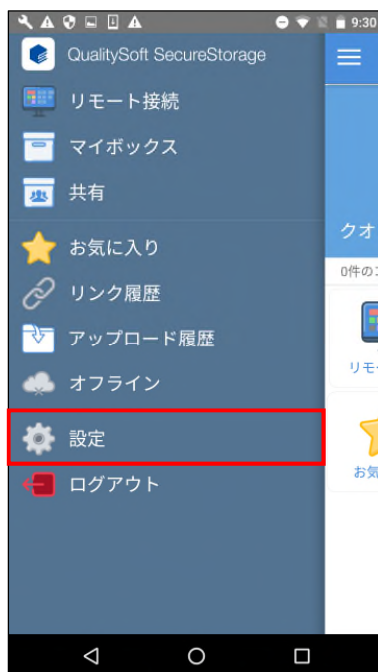 9:30
QualitySoft SecureStorage
リモート接続
マイボックス
共有
お気に入り
リンク履歴
アップロード履歴
オフライン
設定
ログアウト
クオ
0件の
リモ
お気